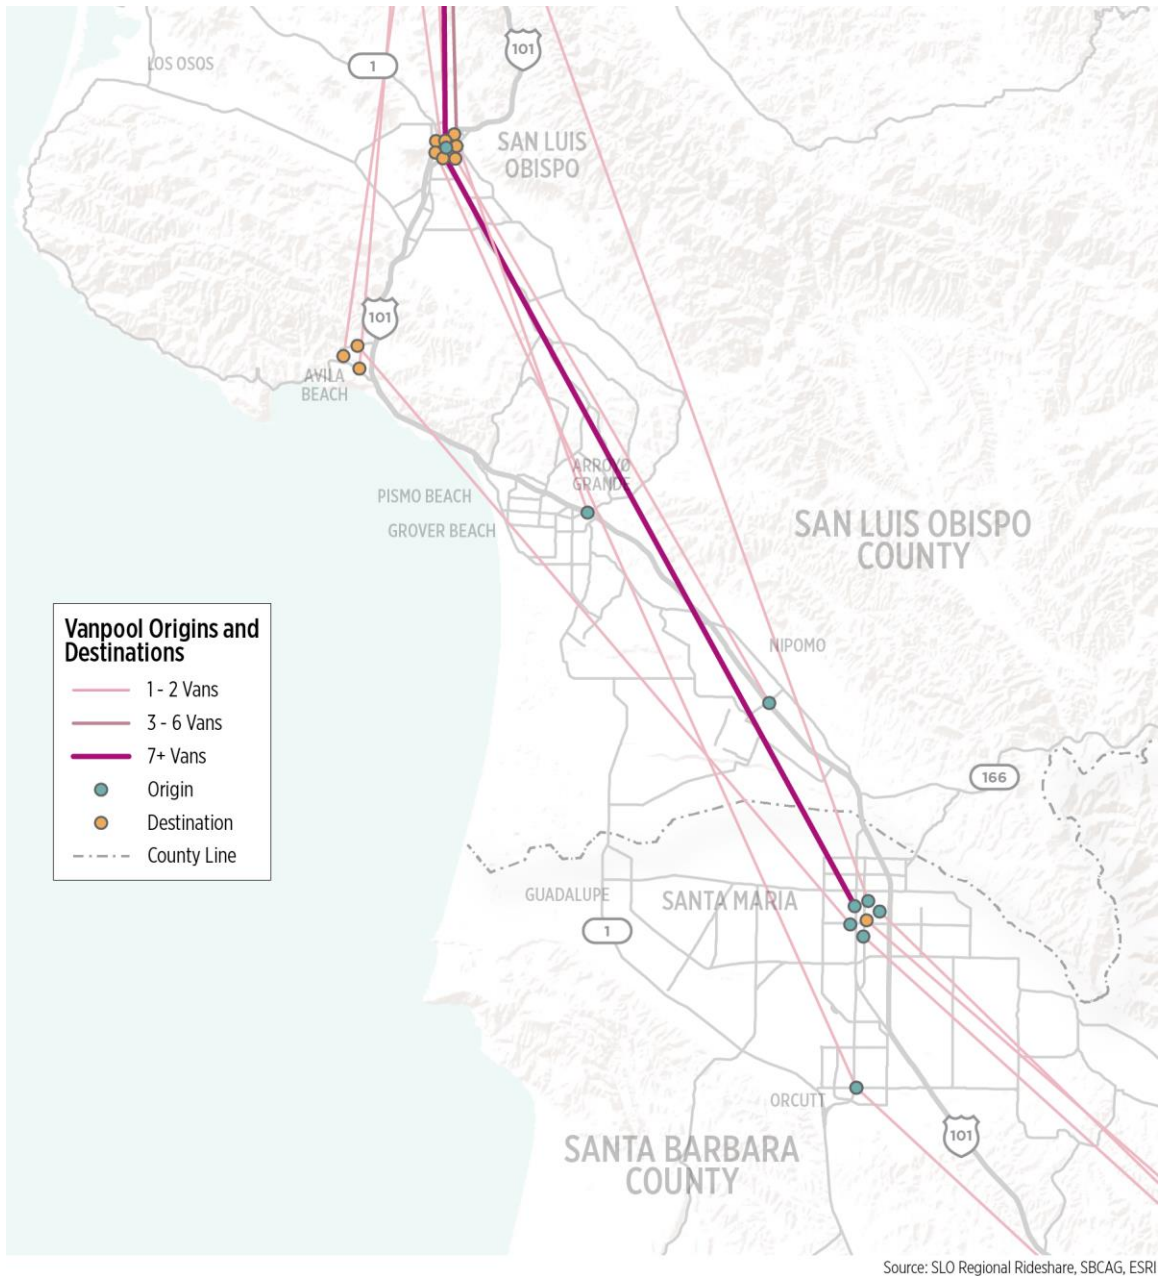 101
1
LOS OSOS
SAN LUIS
OBISPO
101
AVILA
BEACH
ARROYO
GRANDE
PISMO BEACH
GROVER BEACH
SAN LUIS OBISPO
COUNTY
Vanpool Origins and
Destinations
1 - 2 Vans
3 - 6 Vans
7+ Vans
Origin
Destination
County Line
NIPOMO
166
GUADALUPE
SANTA MARIA
1
ORCUTT
101
SANTA BARBARA
COUNTY
Source: SLO Regional Rideshare, SBCAG, ESRI